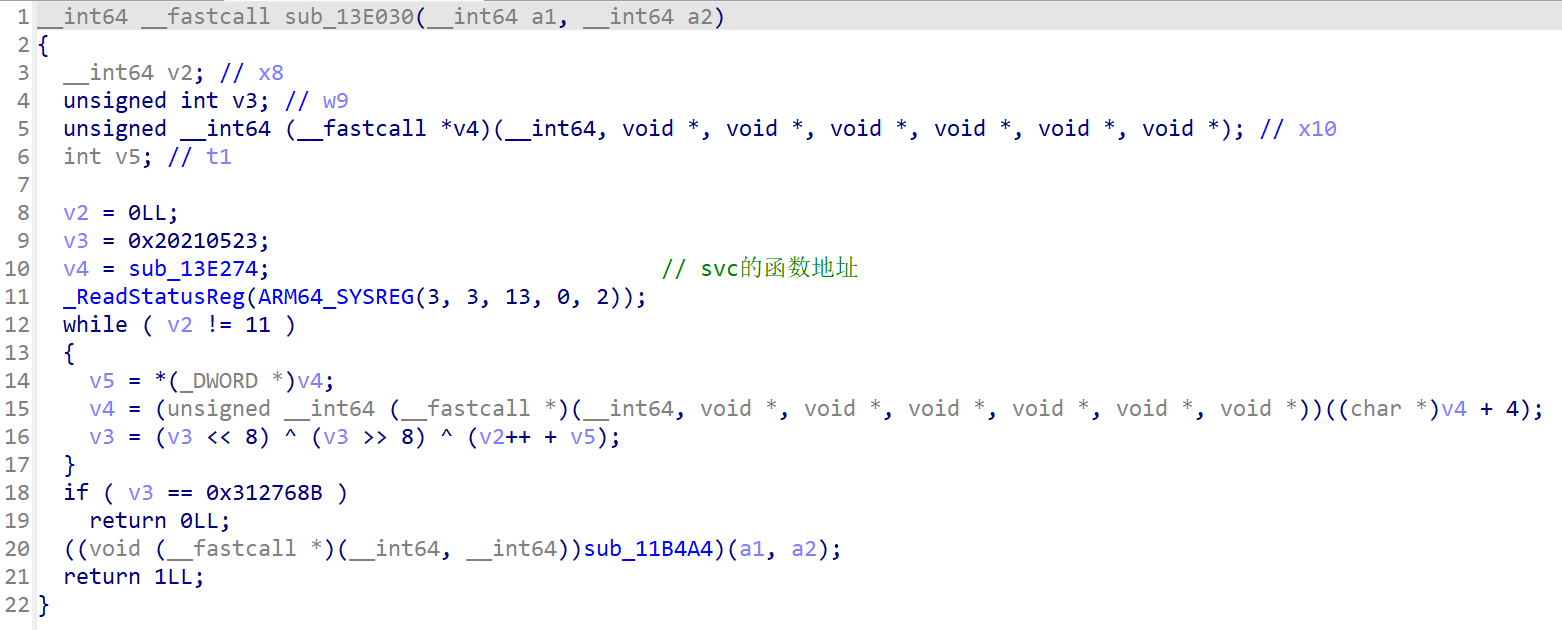 1 __int64 __fastcall sub_13E030(__int64 a1, __int64 a2)
2 {
3   __int64 v2; // x8
4   unsigned int v3; // w9
5   unsigned __int64 (__fastcall *v4)(__int64, void *, void *, void *, void *, void *, void *); // x10
6   int v5; // t1
7
8   v2 = 0LL;
9   v3 = 0x20210523;
10   v4 = sub_13E274; // svc的函数地址
11   _ReadStatusReg(ARM64_SYSREG(3, 3, 13, 0, 2));
12   while ( v2 != 11 )
13   {
14     v5 = *(_DWORD *)v4;
15     v4 = (unsigned __int64 (__fastcall *)(__int64, void *, void *, void *, void *, void *, void *))((char *)v4 + 4);
16     v3 = (v3 << 8) ^ (v3 >> 8) ^ (v2++ + v5);
17   }
18   if ( v3 == 0x312768B )
19     return 0LL;
20   ((void (__fastcall *)(__int64, __int64))sub_11B4A4)(a1, a2);
21   return 1LL;
22 }